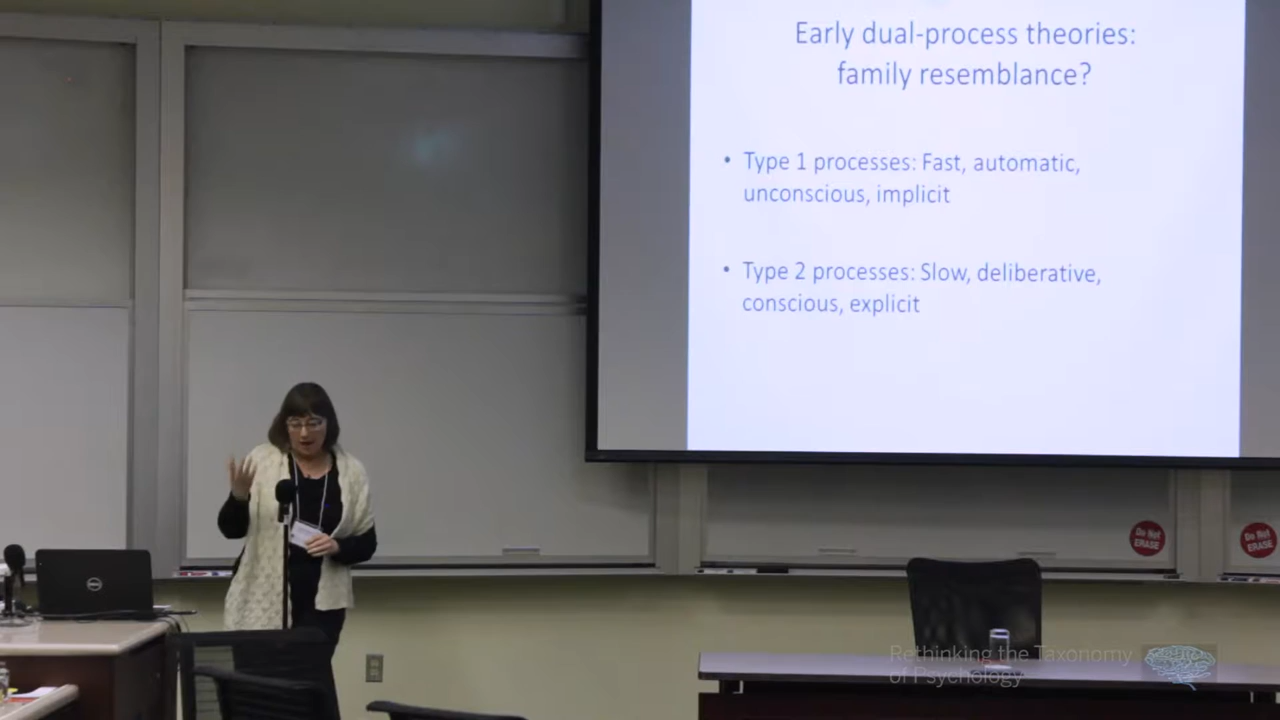 Early dual-process theories:
family resemblance?
• Type 1 processes: Fast, automatic,
unconscious, implicit
• Type 2 processes: Slow, deliberative,
conscious, explicit
Do Not
ERASE
Do Not
ERASE
DELL
Rethinking the Taxonomy
of Psychology